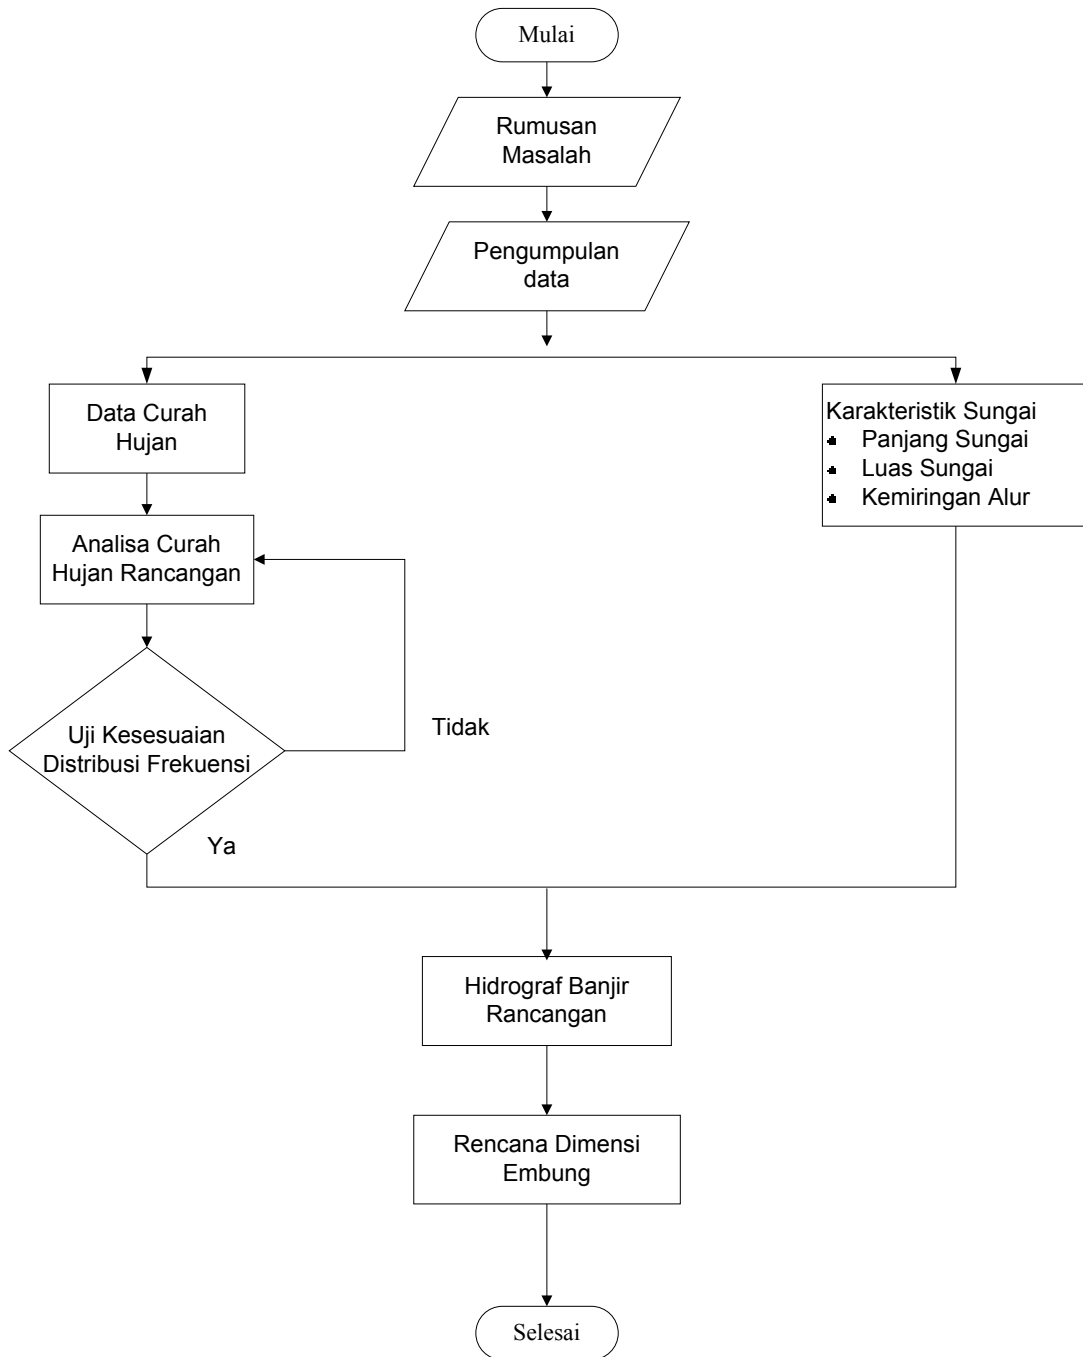 Mulai
Rumusan
Masalah
Pengumpulan
data
Data Curah
Hujan
Karakteristik Sungai
Panjang Sungai
Luas Sungai
Kemiringan Alur
Analisa Curah
Hujan Rancangan
Uji Kesesuaian
Distribusi Frekuensi
Tidak
Ya
Hidrograf Banjir
Rancangan
Rencana Dimensi
Embung
Selesai